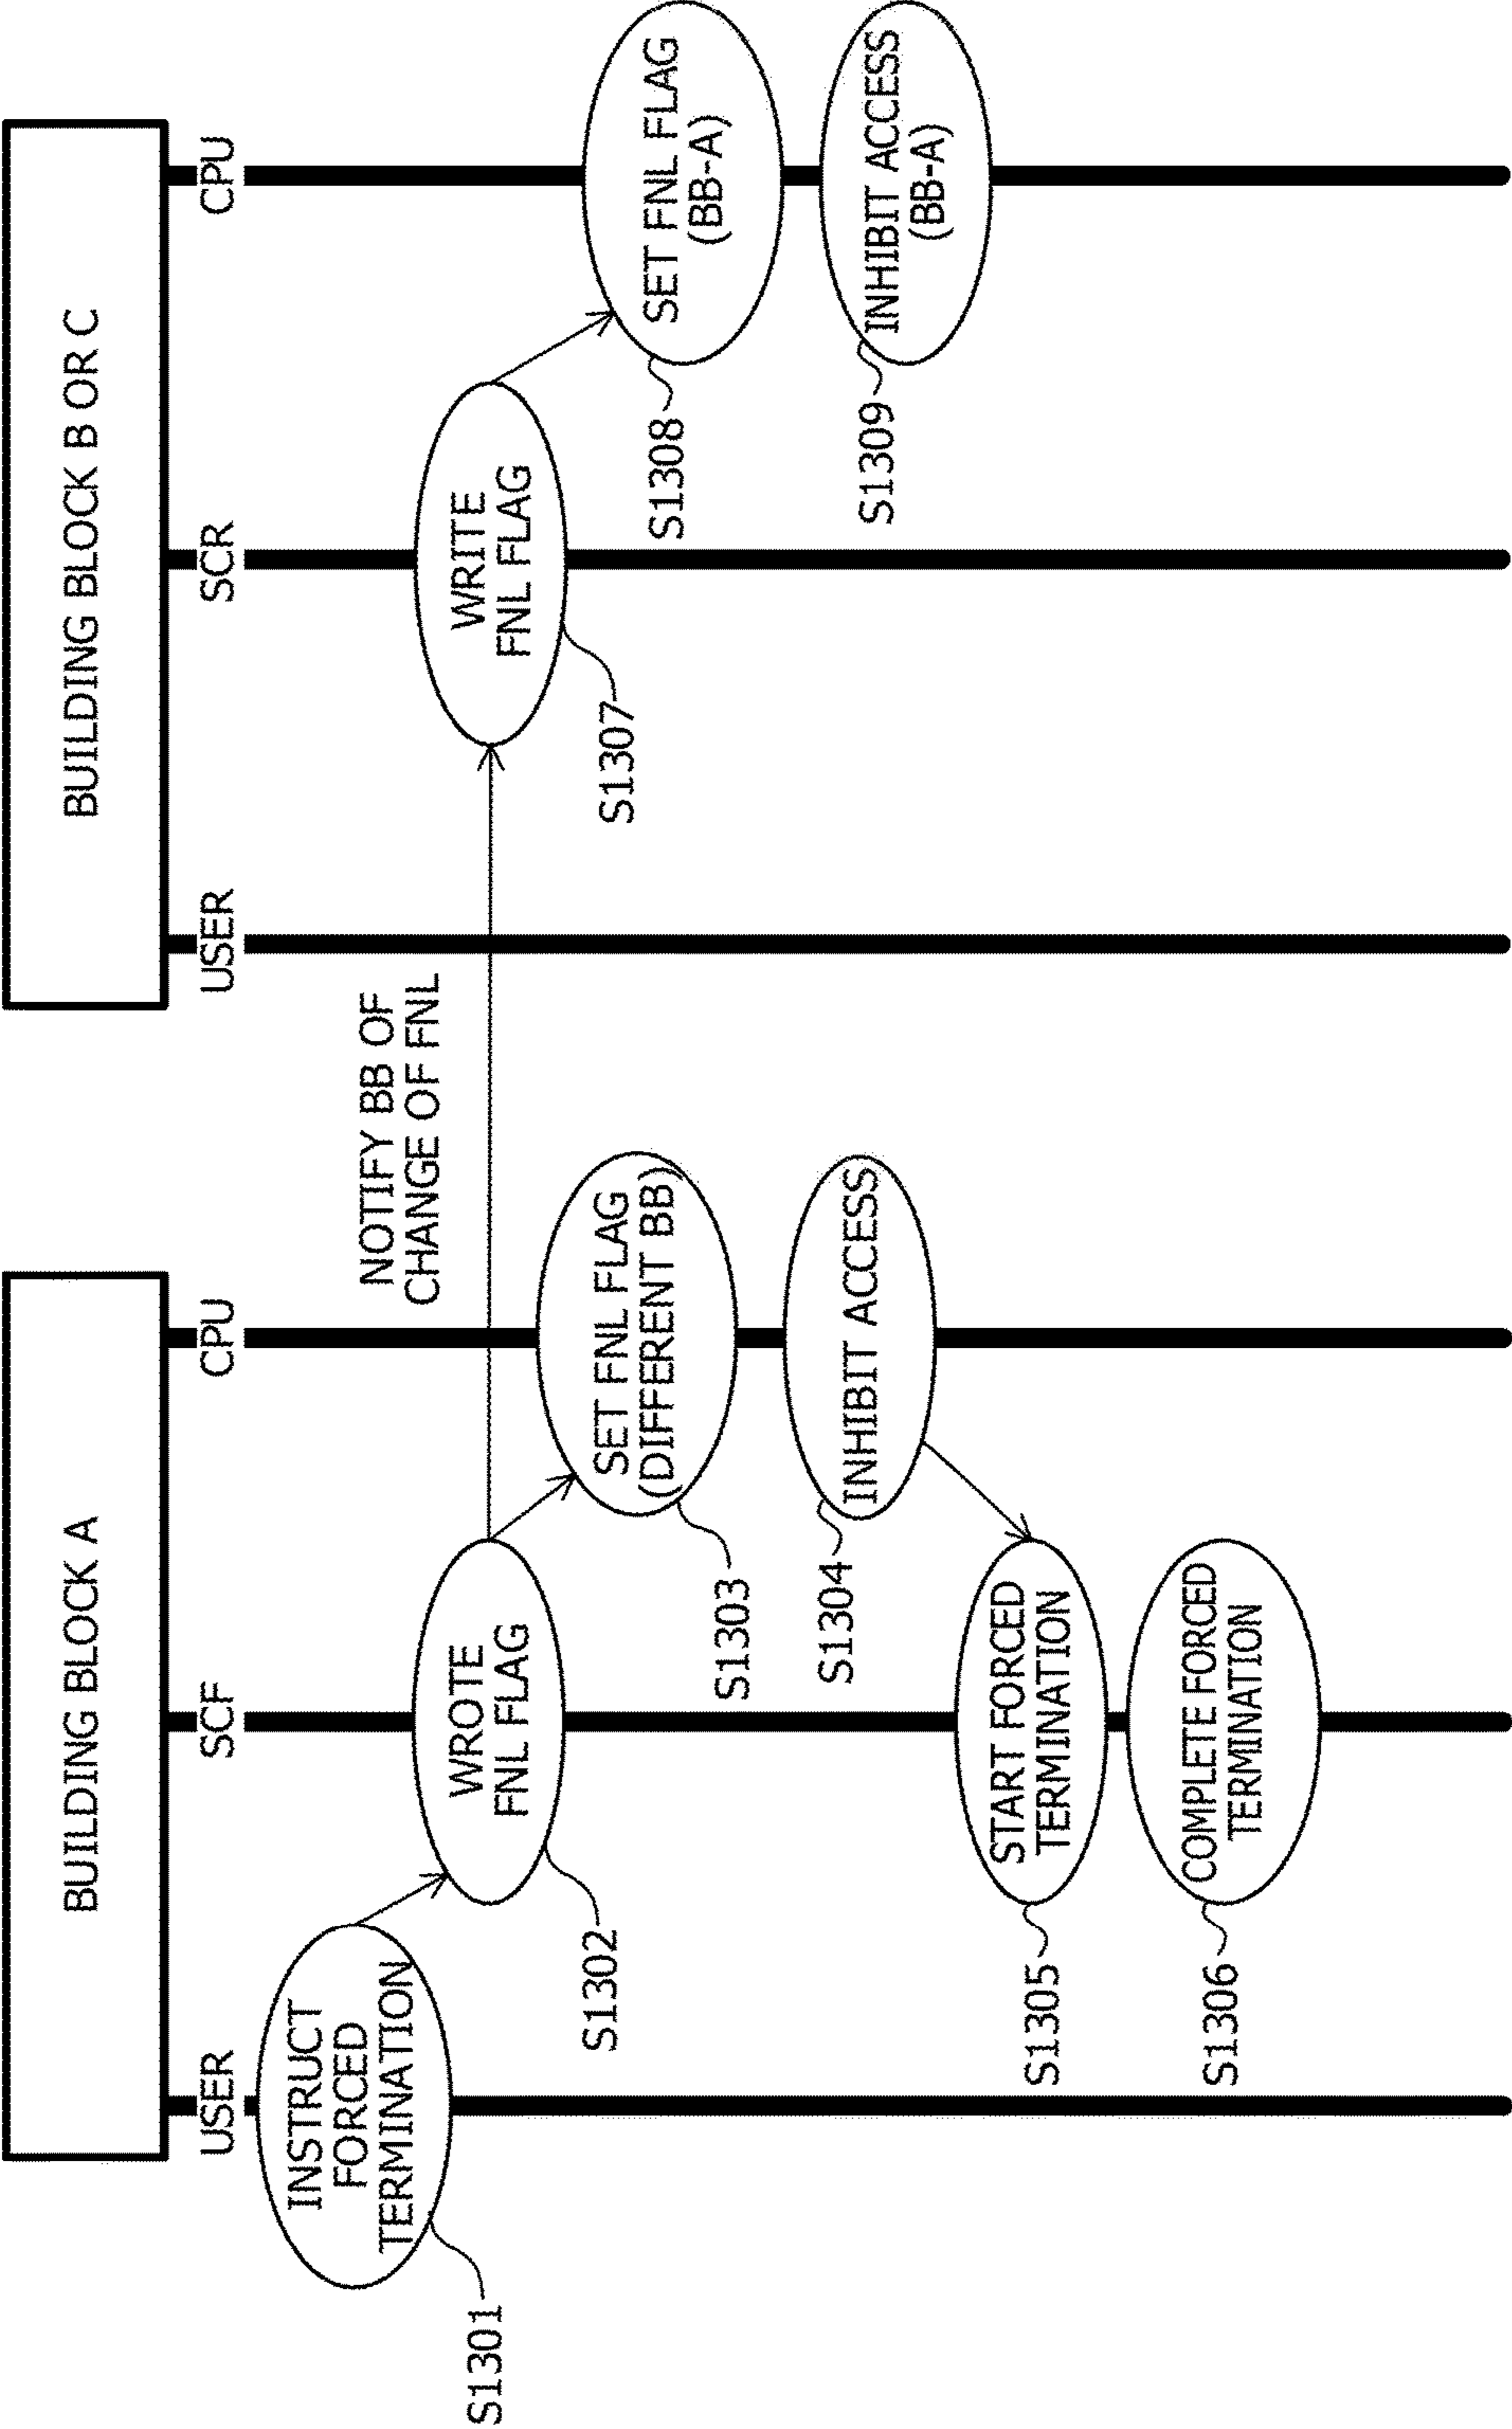 BUILDING BLOCK A
BUILDING BLOCK B OR C
USER
SCF
CPU
USER
SCR
CPU
INSTRUCT
FORCED
TERMINATION
S1301
WROTE
FNL FLAG
S1302
NOTIFY BB OF
CHANGE OF FNL
WRITE
FNL FLAG
S1307
SET FNL FLAG
(DIFFERENT BB)
S1303
SET FNL FLAG
(BB-A)
S1308
INHIBIT ACCESS
S1304
INHIBIT ACCESS
(BB-A)
S1309
START FORCED
TERMINATION
S1305
COMPLETE FORCED
TERMINATION
S1306